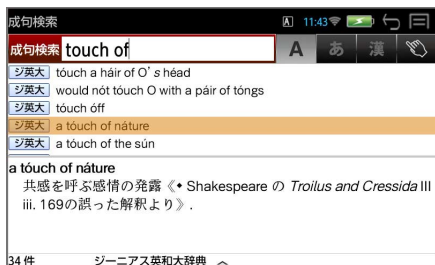 成句検索 A 11:43
成句検索 touch of A あ 漢
ジ英大 tóuch a háir of O's héad
ジ英大 would nót tóuch O with a páir of tóngs
ジ英大 tóuch óff
ジ英大 a tóuch of náture
ジ英大 a tóuch of the sún
a tóuch of náture
共感を呼ぶ感情の発露《◆ Shakespeare の Troilus and Cressida III
iii. 169の誤った解釈より》.
34 件 ジーニアス英和大辞典